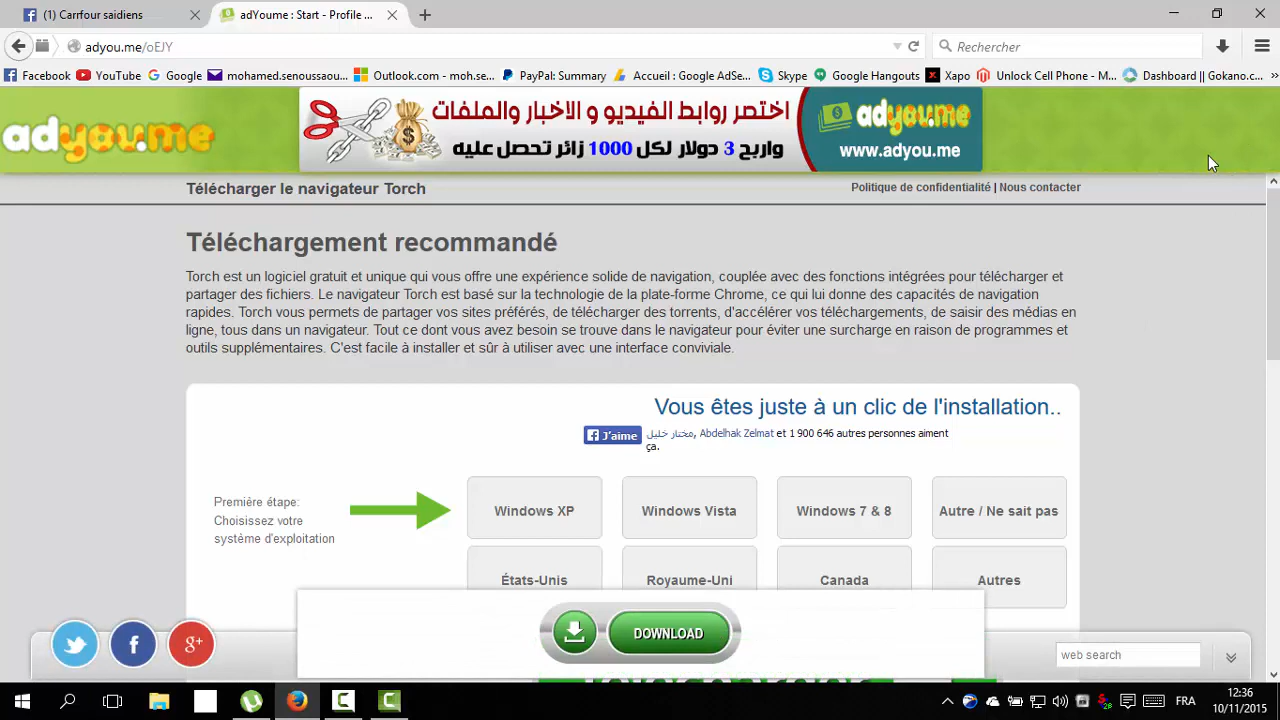 (1) Carrfour saidiens
adYoume : Start - Profile ...
adyou.me/oEJY
Rechercher
Facebook
YouTube
Google
mohamed.senoussaou...
Outlook.com - moh.se...
PayPal: Summary
Accueil : Google AdSe...
Skype
Google Hangouts
Xapo
Unlock Cell Phone - M...
Dashboard || Gokano.c...
adyou.me
اختصر روابط الفيديو و الاخبار والملفات
واربح 3 دولار لكل 1000 زائر تحصل عليه
adyou.me
www.adyou.me
Télécharger le navigateur Torch
Politique de confidentialité | Nous contacter
Téléchargement recommandé
Torch est un logiciel gratuit et unique qui vous offre une expérience solide de navigation, couplée avec des fonctions intégrées pour télécharger et
partager des fichiers. Le navigateur Torch est basé sur la technologie de la plate-forme Chrome, ce qui lui donne des capacités de navigation
rapides. Torch vous permets de partager vos sites préférés, de télécharger des torrents, d'accélérer vos téléchargements, de saisir des médias en
ligne, tous dans un navigateur. Tout ce dont vous avez besoin se trouve dans le navigateur pour éviter une surcharge en raison de programmes et
outils supplémentaires. C'est facile à installer et sûr à utiliser avec une interface conviviale.
Vous êtes juste à un clic de l'installation..
J'aime
مختار خليل, Abdelhak Zelmat et 1 900 646 autres personnes aiment
ça.
Première étape:
Choisissez votre
système d'exploitation
Windows XP
Windows Vista
Windows 7 & 8
Autre / Ne sait pas
États-Unis
Royaume-Uni
Canada
Autres
DOWNLOAD
web search
FRA
12:36
10/11/2015